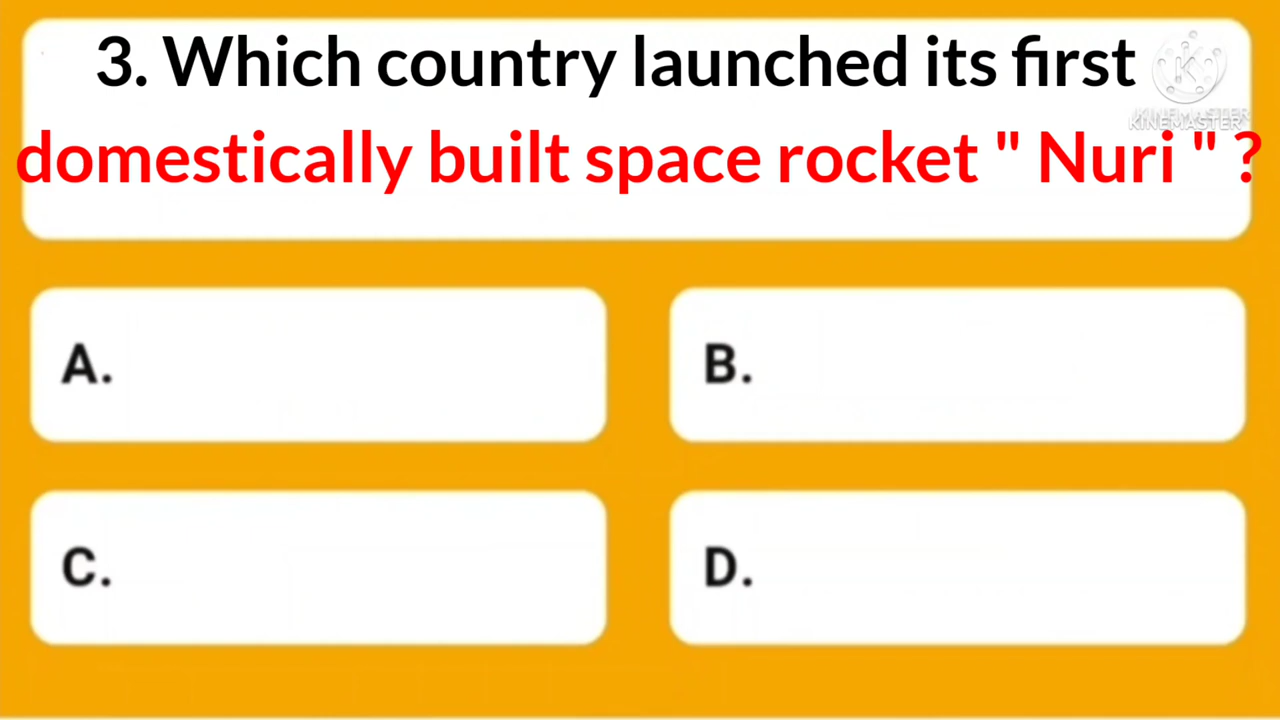 3. Which country launched its first
domestically built space rocket " Nuri " ?
KINEMASTER
A.
B.
C.
D.